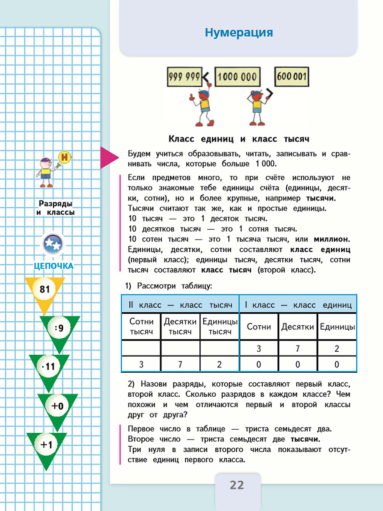 Нумерация
999 999 < 1000 000 > 600 001
Класс единиц и класс тысяч
Будем учиться образовывать, читать, записывать и срав-
нивать числа, которые больше 1 000.
Если предметов много, то при счёте используют не
только знакомые тебе единицы счёта (единицы, десят-
ки, сотни), но и более крупные, например тысячи.
Тысячи считают так же, как и простые единицы.
10 тысяч — это 1 десяток тысяч.
10 десятков тысяч — это 1 сотня тысяч.
10 сотен тысяч — это 1 тысяча тысяч, или миллион.
Единицы, десятки, сотни составляют класс единиц
(первый класс); единицы тысяч, десятки тысяч, сотни
тысяч составляют класс тысяч (второй класс).
1) Рассмотри таблицу:
II класс — класс тысяч I класс — класс единиц
Сотни тысяч Десятки тысяч Единицы тысяч Сотни Десятки Единицы
3 7 2
3 7 2 0 0 0
2) Назови разряды, которые составляют первый класс,
второй класс. Сколько разрядов в каждом классе? Чем
похожи и чем отличаются первый и второй классы
друг от друга?
Первое число в таблице — триста семьдесят два.
Второе число — триста семьдесят две тысячи.
Три нуля в записи второго числа показывают отсут-
ствие единиц первого класса.
22
И
Разряды
и классы
ЦЕПОЧКА
81
:9
·11
+0
+1